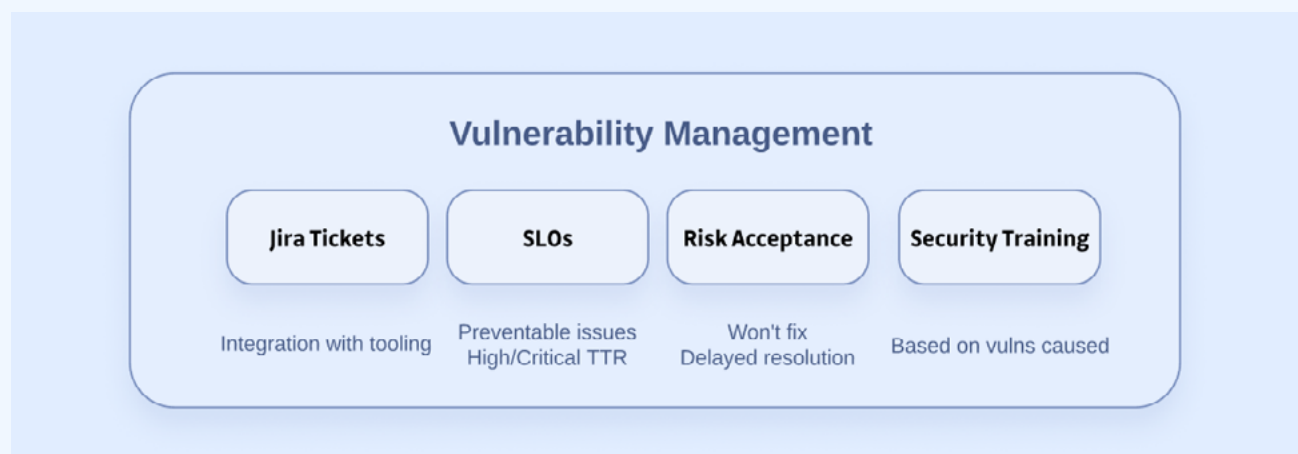 Vulnerability Management
Jira Tickets
SLOs
Risk Acceptance
Security Training
Integration with tooling
Preventable issues
High/Critical TTR
Won't fix
Delayed resolution
Based on vulns caused